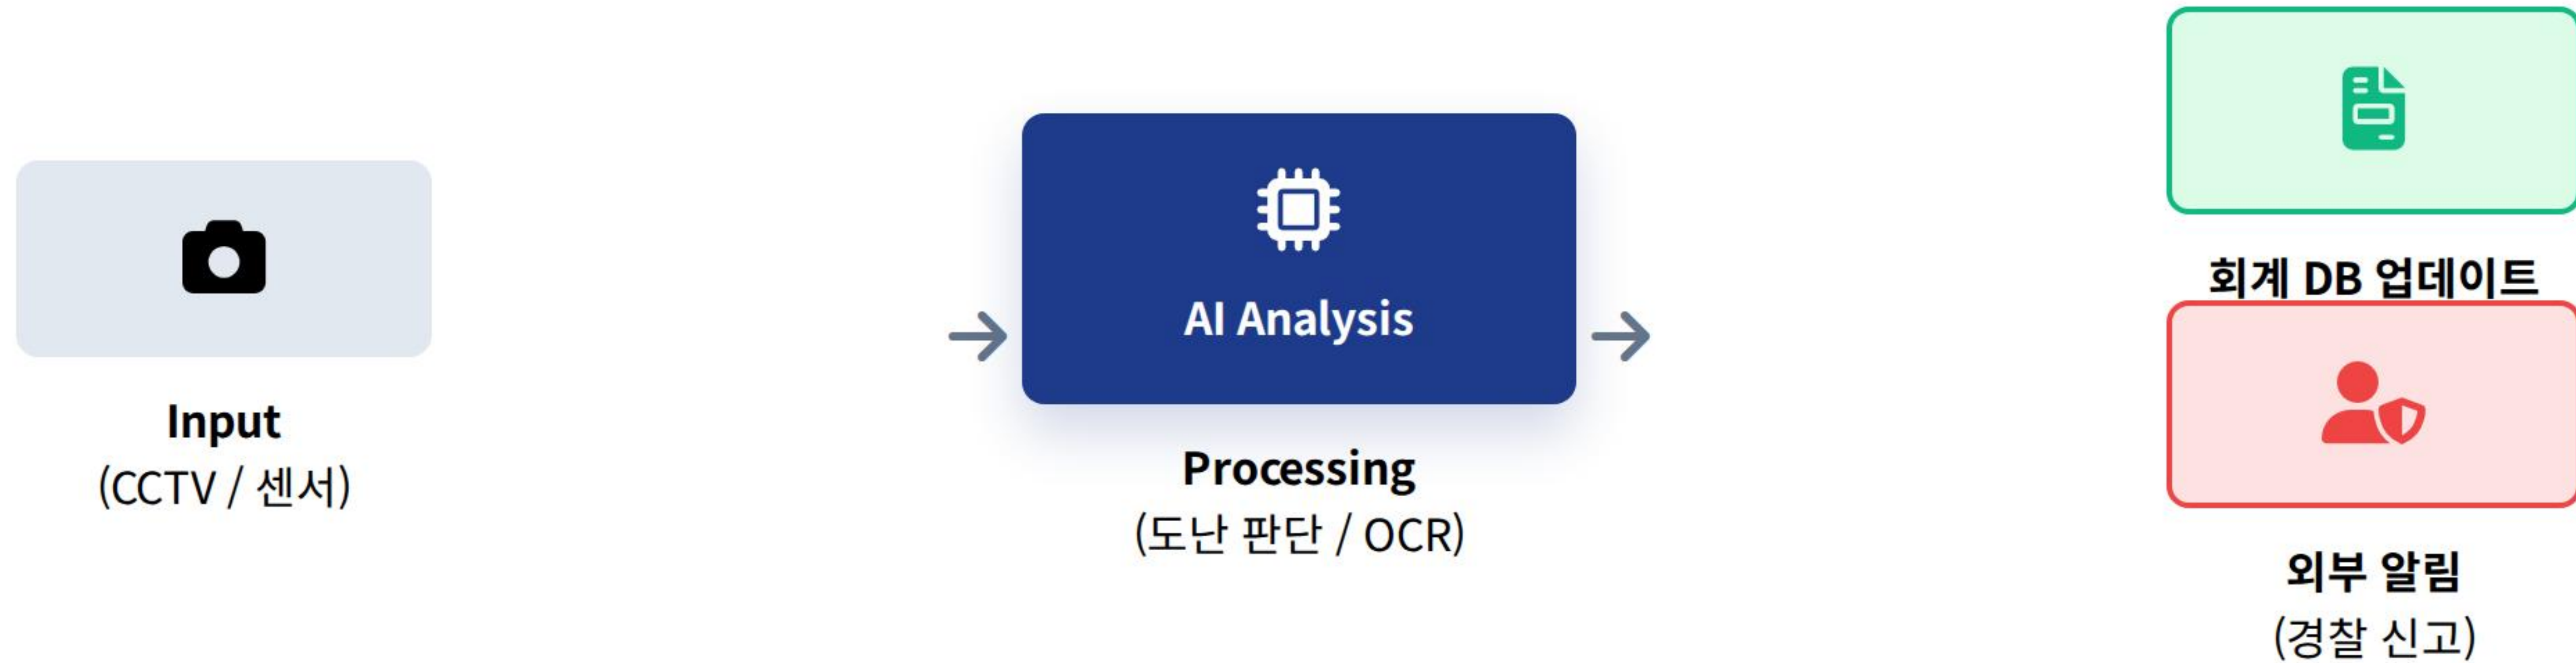 Input
(CCTV / 센서)
AI Analysis
Processing
(도난 판단 / OCR)
회계 DB 업데이트
외부 알림
(경찰 신고)